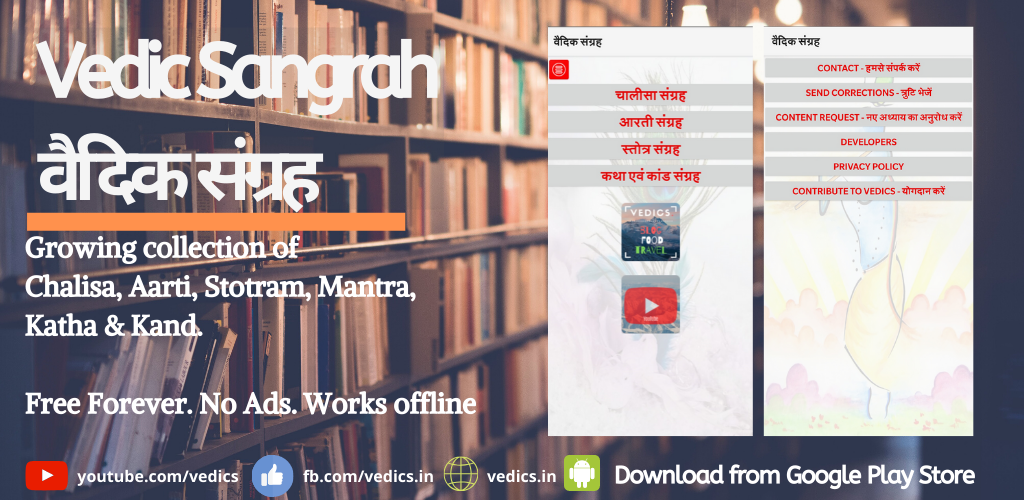 Vedic Sangrah
वैदिक संग्रह
Growing collection of
Chalisa, Aarti, Stotram, Mantra,
Katha & Kand.
Free Forever. No Ads. Works offline
वैदिक संग्रह
चालीसा संग्रह
आरती संग्रह
स्तोत्र संग्रह
कथा एवं कांड संग्रह
VEDICS
BLOG
FOOD
TRAVEL
वैदिक संग्रह
CONTACT - हमसे संपर्क करें
SEND CORRECTIONS - त्रुटि भेजें
CONTENT REQUEST - नए अध्याय का अनुरोध करें
DEVELOPERS
PRIVACY POLICY
CONTRIBUTE TO VEDICS - योगदान करें
youtube.com/vedics fb.com/vedics.in vedics.in Download from Google Play Store